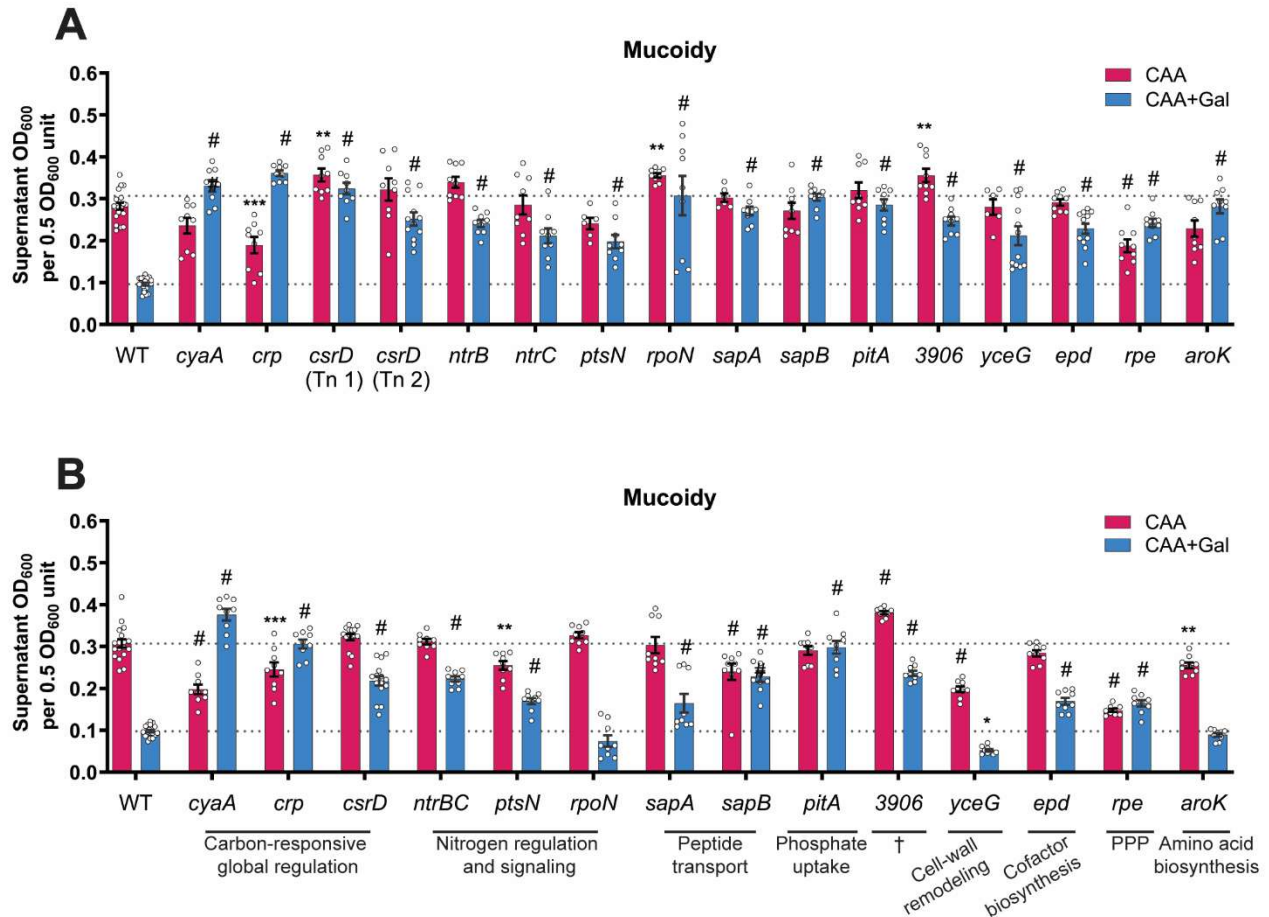 A
Mucoidy
CAA
CAA+Gal
Supernatant OD600
per 0.5 OD600 unit
0.6
0.5
0.4
0.3
0.2
0.1
0.0
# # ** # # # # # ** # # # # ** # # # # # #
***
WT cyaA crp csrD csrD ntrB ntrC ptsN rpoN sapA sapB pitA 3906 yceG epd rpe aroK
(Tn 1) (Tn 2)
B
Mucoidy
CAA
CAA+Gal
Supernatant OD600
per 0.5 OD600 unit
0.6
0.5
0.4
0.3
0.2
0.1
0.0
# # *** # # # ** # # # # # # # # * # # # **
WT cyaA crp csrD ntrBC ptsN rpoN sapA sapB pitA 3906 yceG epd rpe aroK
Carbon-responsive
global regulation
Nitrogen regulation
and signaling
Peptide
transport
Phosphate
uptake
†
Cell-wall
remodeling
Cofactor
biosynthesis
PPP
Amino acid
biosynthesis